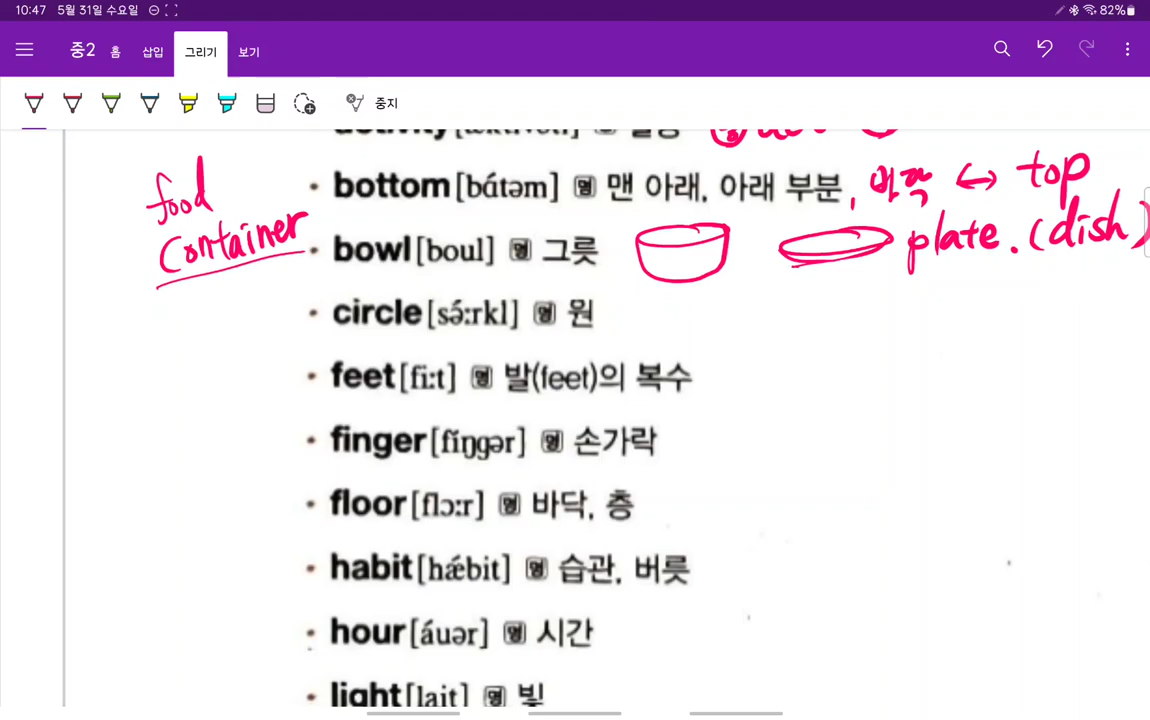 10:47 5월 31일 수요일 82%
중2 홈 삽입 그리기 보기
중지
activity
bottom[bátəm] 명 맨 아래, 아래 부분, 바닥 ↔ top
food
container
bowl[boul] 명 그릇 plate. (dish)
circle[sə́ːrkl] 명 원
feet[fiːt] 명 발(feet)의 복수
finger[fíŋgər] 명 손가락
floor[flɔːr] 명 바닥, 층
habit[hǽbit] 명 습관, 버릇
hour[áuər] 명 시간
light[lait] 명 빛